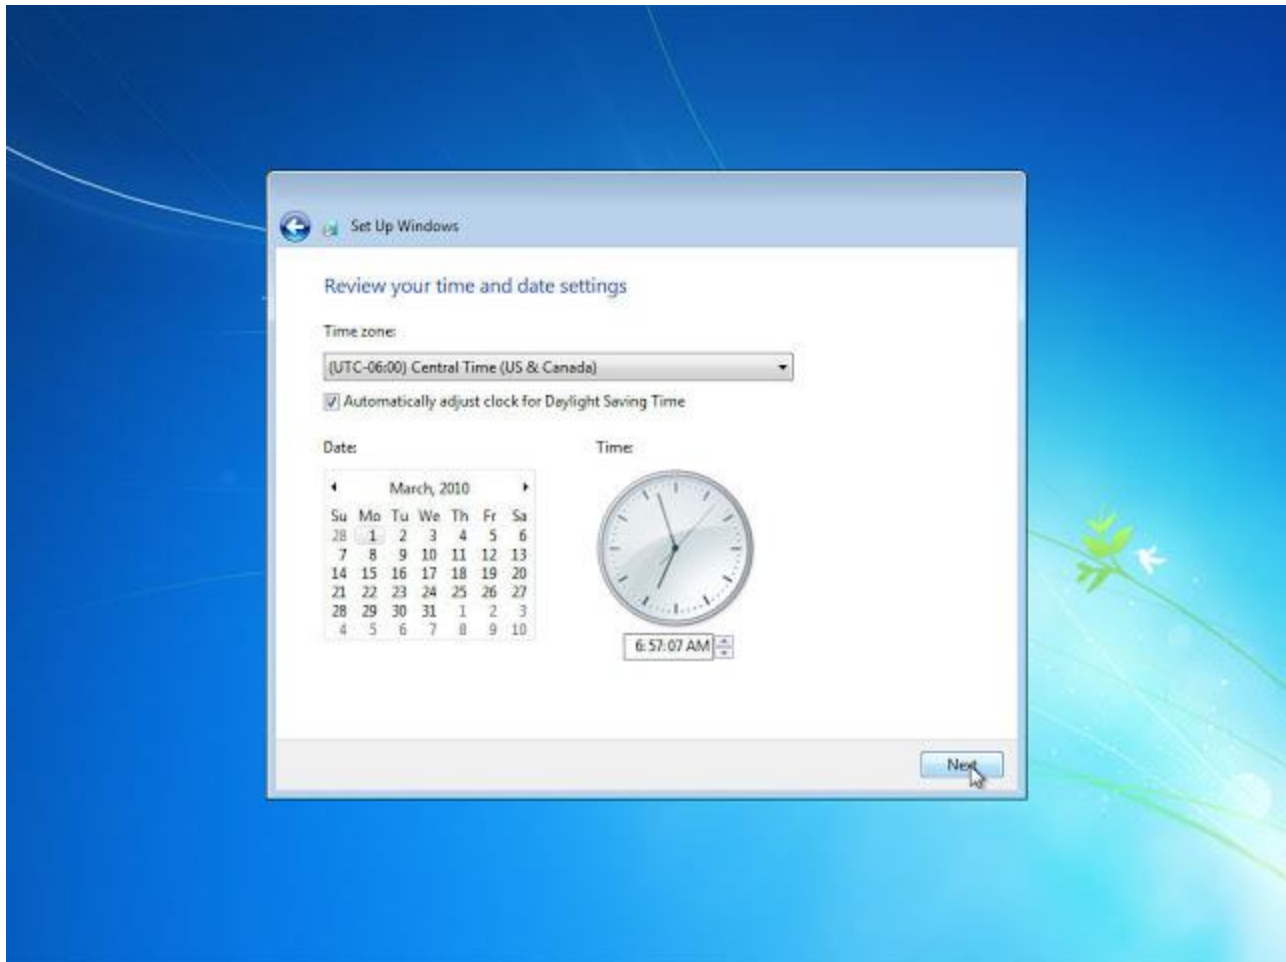 Set Up Windows
Review your time and date settings
Time zone:
(UTC-06:00) Central Time (US & Canada)
Automatically adjust clock for Daylight Saving Time
Date: Time:
March, 2010
Su Mo Tu We Th Fr Sa
28 1 2 3 4 5 6
7 8 9 10 11 12 13
14 15 16 17 18 19 20
21 22 23 24 25 26 27
28 29 30 31 1 2 3
4 5 6 7 8 9 10
6:57:07 AM
Next